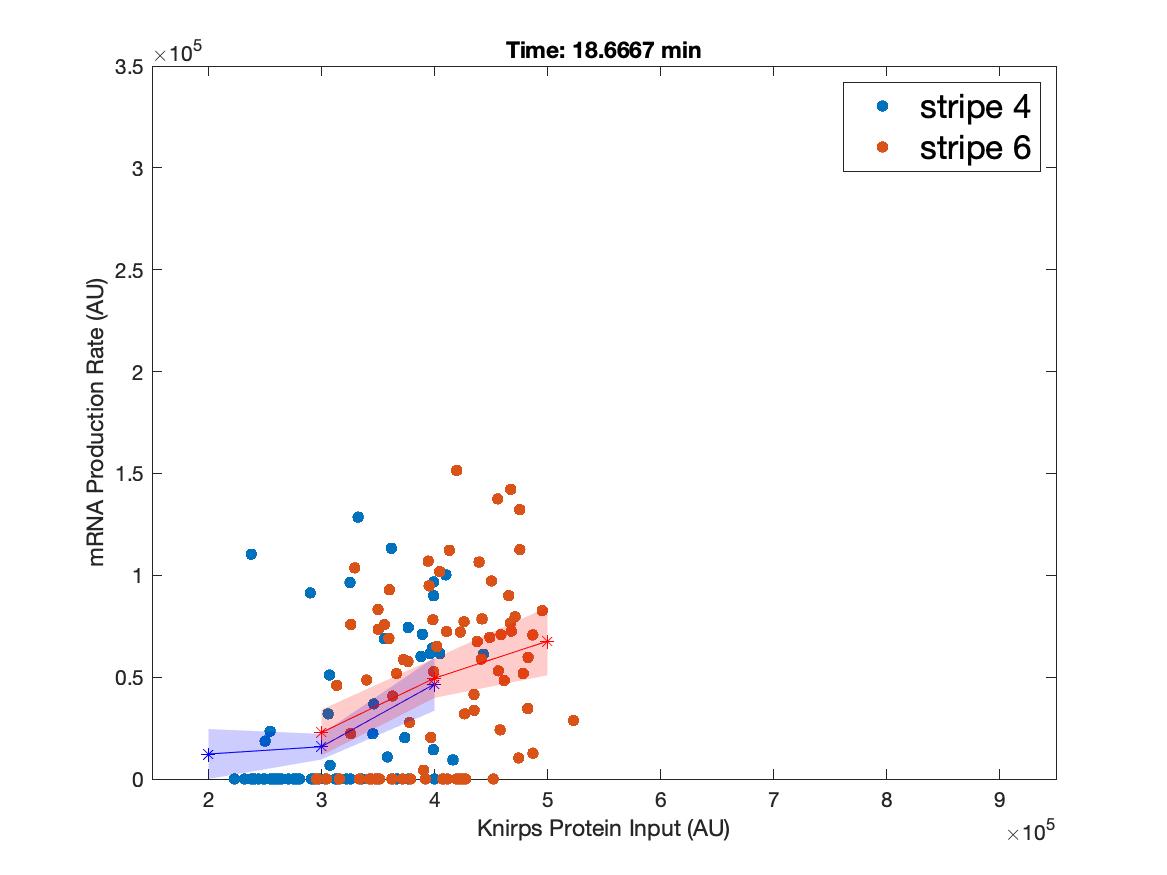 Time: 18.6667 min
×10⁵
3.5
3
2.5
2
1.5
1
0.5
0
mRNA Production Rate (AU)
stripe 4
stripe 6
2 3 4 5 6 7 8 9
Knirps Protein Input (AU)
×10⁵